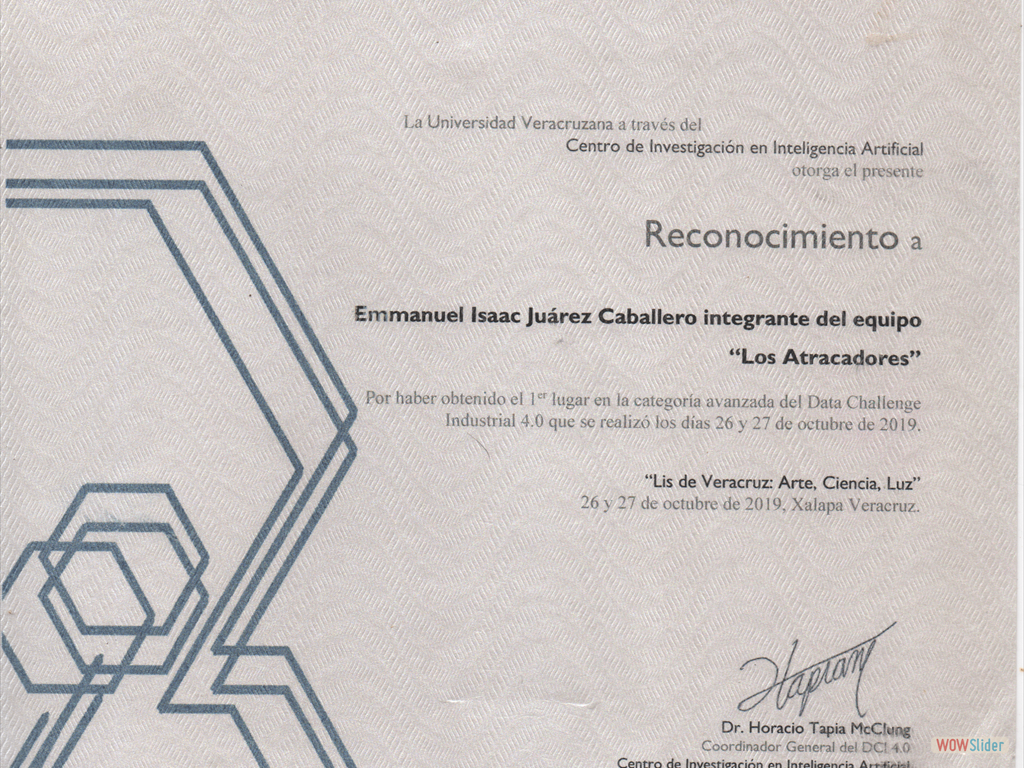 La Universidad Veracruzana a través del
Centro de Investigación en Inteligencia Artificial
otorga el presente
Reconocimiento a
Emmanuel Isaac Juárez Caballero integrante del equipo
“Los Atracadores”
Por haber obtenido el 1er lugar en la categoría avanzada del Data Challenge
Industrial 4.0 que se realizó los días 26 y 27 de octubre de 2019.
“Lis de Veracruz: Arte, Ciencia, Luz”
26 y 27 de octubre de 2019, Xalapa Veracruz.
Dr. Horacio Tapia McClung
Coordinador General del DCI 4.0
Centro de Investigación en Inteligencia Artificial
WOWSlider